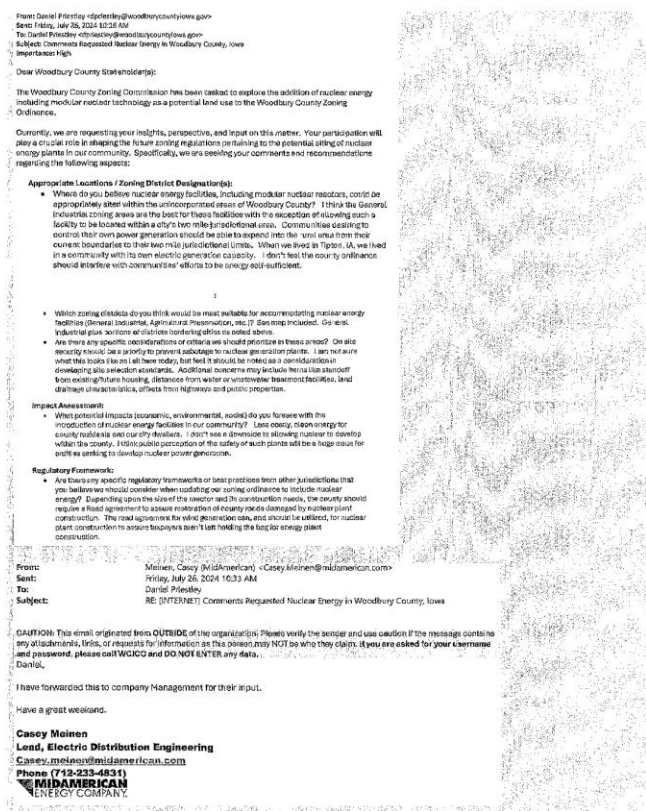 From: Daniel Priestley <dpriestley@woodburycountyiowa.gov>
Sent: Friday, July 26, 2024 10:16 AM
To: Daniel Priestley <dpriestley@woodburycountyiowa.gov>
Subject: Comments Requested Nuclear Energy in Woodbury County, Iowa
Importance: High
Dear Woodbury County Stakeholder(s):
The Woodbury County Zoning Commission has been tasked to explore the addition of nuclear energy
including modular nuclear technology as a potential land use to the Woodbury County Zoning
Ordinance.
Currently, we are requesting your insights, perspective, and input on this matter. Your participation will
play a crucial role in shaping the future zoning regulations pertaining to the potential siting of nuclear
energy plants in our community. Specifically, we are seeking your comments and recommendations
regarding the following aspects:
Appropriate Locations / Zoning District Designation(s):
• Where do you believe nuclear energy facilities, including modular nuclear reactors, could be
appropriately sited within the unincorporated areas of Woodbury County? I think the General
Industrial zoning areas are the best for these facilities with the exception of allowing such a
facility to be located within a city's two mile jurisdictional area. Communities desiring to
control their own power generation should be able to expand into the rural area from their
current boundaries to their two mile jurisdictional limits. When we lived in Tipton, IA, we lived
in a community with its own electric generation capacity. I don't feel the county ordinance
should interfere with communities' efforts to be energy self-sufficient.
• Which zoning districts do you think would be most suitable for accommodating nuclear energy
facilities (General Industrial, Agricultural Preservation, etc.)? See map included. General
Industrial plus portions of districts bordering cities as noted above.
• Are there any specific considerations or criteria we should prioritize in these areas? On site
security should be a priority to prevent sabotage to nuclear generation plants. I am not sure
what this looks like as I sit here today, but feel it should be noted as a consideration in
developing site selection standards. Additional concerns may include items like standoff
from existing/future housing, distances from water or wastewater treatment facilities, land
drainage characteristics, offsets from highways and public properties.
Impact Assessment:
• What potential impacts (economic, environmental, social) do you foresee with the
introduction of nuclear energy facilities in our community? Less costly, clean energy for
county residents and our city dwellers. I don't see a downside to allowing nuclear to develop
within the county. I think public perception of the safety of such plants will be a huge issue for
entities seeking to develop nuclear power generation.
Regulatory Framework:
• Are there any specific regulatory frameworks or best practices from other jurisdictions that
you believe we should consider when updating our zoning ordinance to include nuclear
energy? Depending upon the size of the reactor and its construction needs, the county should
require a Road agreement to assure restoration of county roads damaged by nuclear plant
construction. The road agreement for wind generation can, and should be utilized, for nuclear
plant construction to assure taxpayers aren't left holding the bag for energy plant
construction.
From: Meinen, Casey (MidAmerican) <Casey.Meinen@midamerican.com>
Sent: Friday, July 26, 2024 10:33 AM
To: Daniel Priestley
Subject: RE: [INTERNET] Comments Requested Nuclear Energy in Woodbury County, Iowa
CAUTION: This email originated from OUTSIDE of the organization. Please verify the sender and use caution if the message contains
any attachments, links, or requests for information as this person may NOT be who they claim. If you are asked for your username
and password, please call WCICC and DO NOT ENTER any data.
Daniel,
I have forwarded this to company Management for their input.
Have a great weekend.
Casey Meinen
Lead, Electric Distribution Engineering
Casey.meinen@midamerican.com
Phone (712-233-4831)
MIDAMERICAN
ENERGY COMPANY